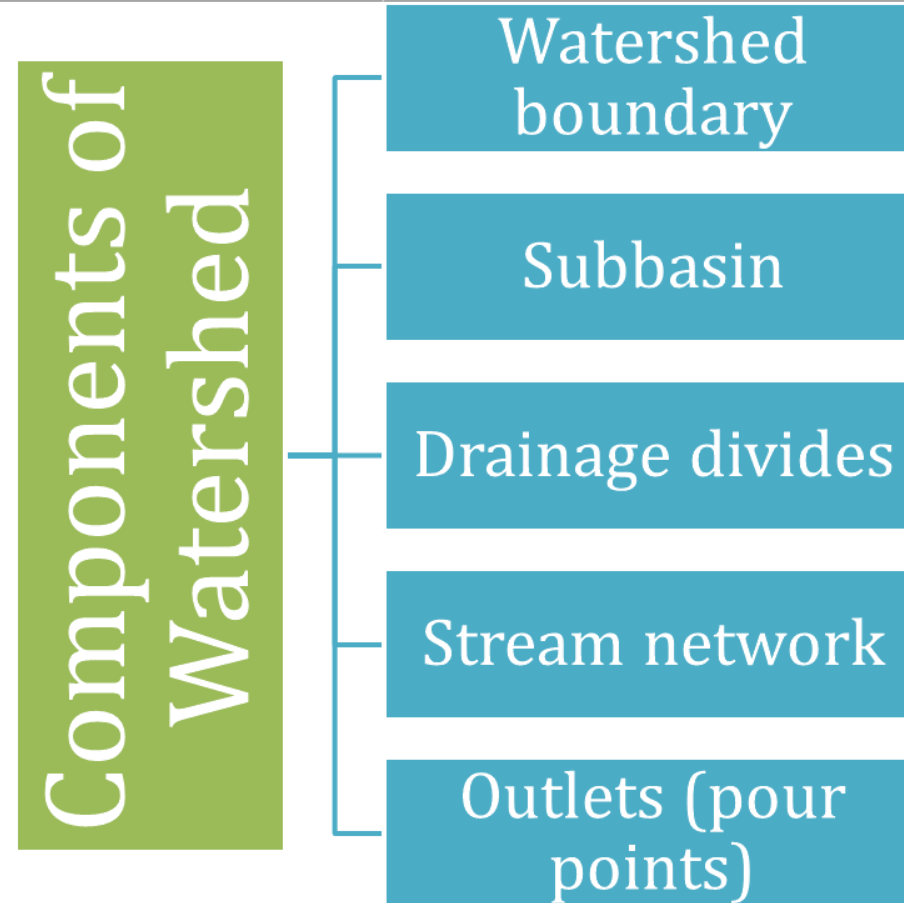 Components of
Watershed
Watershed
boundary
Subbasin
Drainage divides
Stream network
Outlets (pour
points)